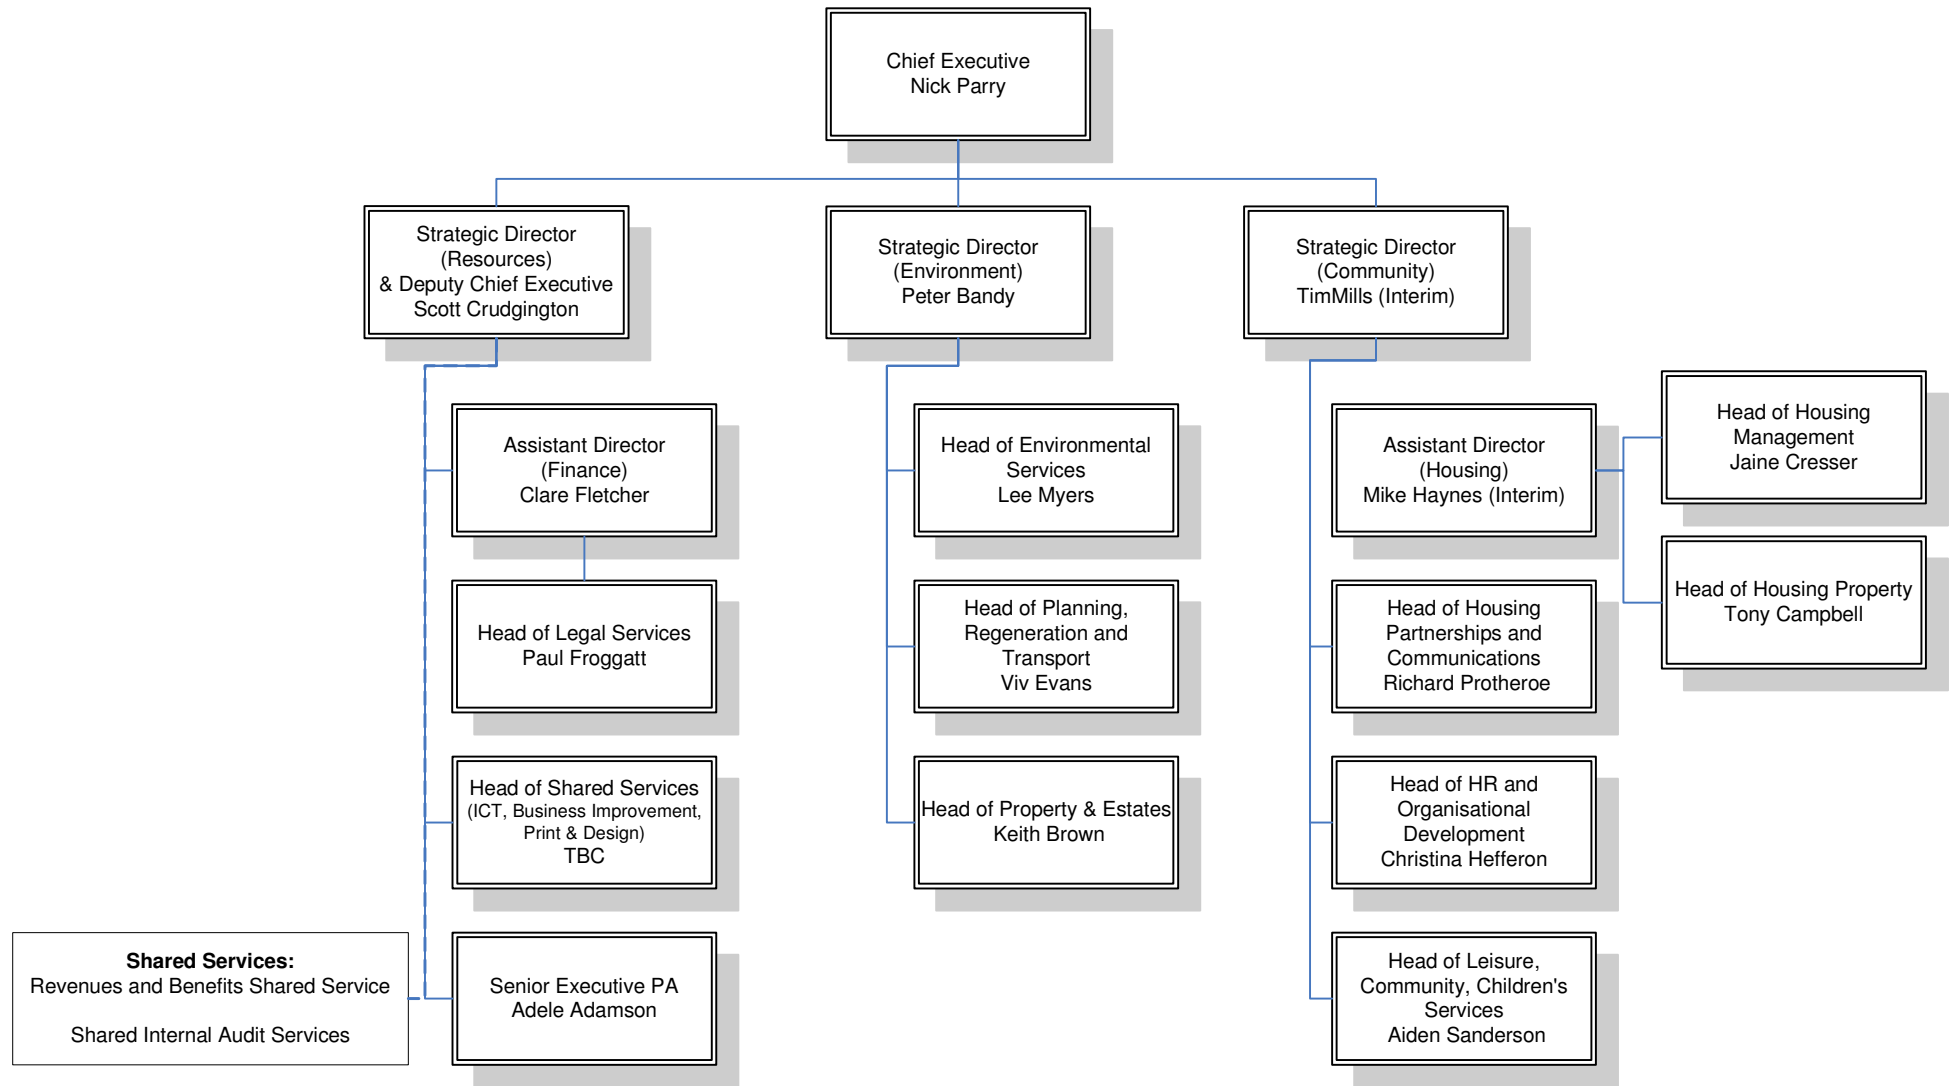 Chief Executive
Nick Parry
Strategic Director
(Resources)
& Deputy Chief Executive
Scott Crudgington
Strategic Director
(Environment)
Peter Bandy
Strategic Director
(Community)
TimMills (Interim)
Assistant Director
(Finance)
Clare Fletcher
Head of Legal Services
Paul Froggatt
Head of Shared Services
(ICT, Business Improvement,
Print & Design)
TBC
Senior Executive PA
Adele Adamson
Shared Services:
Revenues and Benefits Shared Service
Shared Internal Audit Services
Head of Environmental
Services
Lee Myers
Head of Planning,
Regeneration and
Transport
Viv Evans
Head of Property & Estates
Keith Brown
Assistant Director
(Housing)
Mike Haynes (Interim)
Head of Housing
Management
Jaine Cresser
Head of Housing Property
Tony Campbell
Head of Housing
Partnerships and
Communications
Richard Protheroe
Head of HR and
Organisational
Development
Christina Hefferon
Head of Leisure,
Community, Children's
Services
Aiden Sanderson